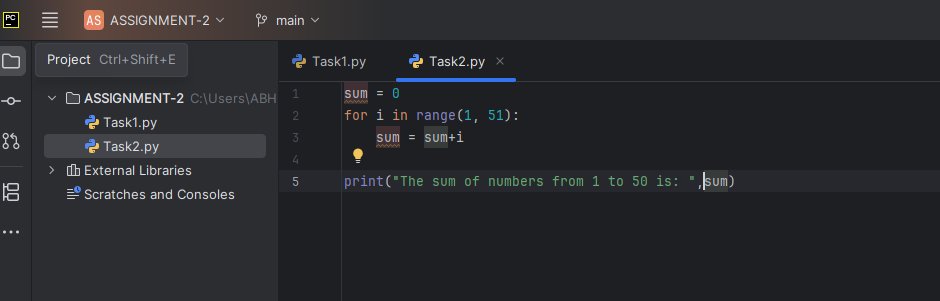 PC
AS ASSIGNMENT-2 main
Project Ctrl+Shift+E
ASSIGNMENT-2 C:\Users\ABH
Task1.py
Task2.py
External Libraries
Scratches and Consoles
Task1.py Task2.py
1 sum = 0
2 for i in range(1, 51):
3 sum = sum+i
4
5 print("The sum of numbers from 1 to 50 is: ",sum)